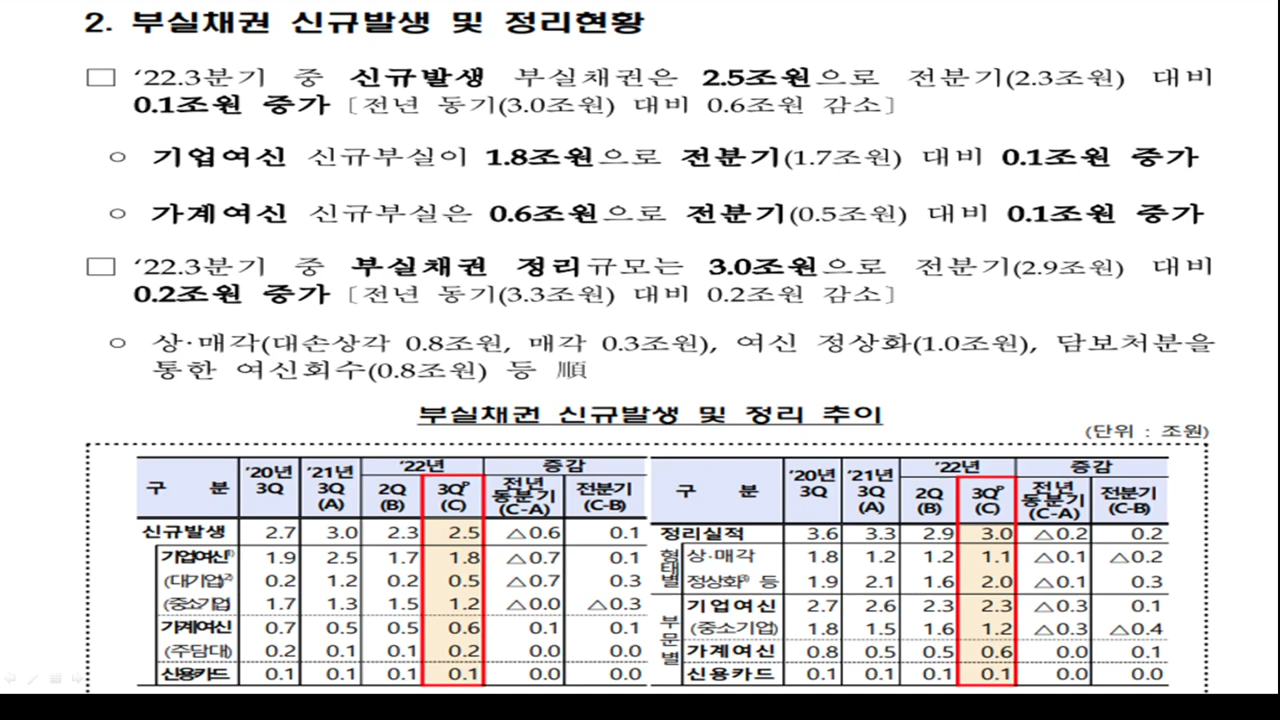 2. 부실채권 신규발생 및 정리현황
□ ‘22.3분기 중 신규발생 부실채권은 2.5조원으로 전분기(2.3조원) 대비
0.1조원 증가 [전년 동기(3.0조원) 대비 0.6조원 감소]
○ 기업여신 신규부실이 1.8조원으로 전분기(1.7조원) 대비 0.1조원 증가
○ 가계여신 신규부실은 0.6조원으로 전분기(0.5조원) 대비 0.1조원 증가
□ ‘22.3분기 중 부실채권 정리규모는 3.0조원으로 전분기(2.9조원) 대비
0.2조원 증가 [전년 동기(3.3조원) 대비 0.2조원 감소]
○ 상·매각(대손상각 0.8조원, 매각 0.3조원), 여신 정상화(1.0조원), 담보처분을
통한 여신회수(0.8조원) 등 順
부실채권 신규발생 및 정리 추이
(단위 : 조원)
구 분 ’20년 3Q ’21년 3Q (A) ’22년 2Q (B) 3Qᵖ (C) 증감 전년동분기 (C-A) 전분기 (C-B)
신규발생 2.7 3.0 2.3 2.5 △0.6 0.1
기업여신¹⁾ 1.9 2.5 1.7 1.8 △0.7 0.1
(대기업)²⁾ 0.2 1.2 0.2 0.5 △0.7 0.3
(중소기업 1.7 1.3 1.5 1.2 △0.0 △0.3
가계여신 0.7 0.5 0.5 0.6 0.1 0.1
(주담대) 0.2 0.1 0.1 0.2 0.0 0.0
신용카드 0.1 0.1 0.1 0.1 0.0 0.0
구 분 ’20년 3Q ’21년 3Q (A) ’22년 2Q (B) 3Qᵖ (C) 증감 전년동분기 (C-A) 전분기 (C-B)
정리실적 3.6 3.3 2.9 3.0 △0.2 0.2
형태별 상·매각 1.8 1.2 1.2 1.1 △0.1 △0.2
정상화³⁾ 등 1.9 2.1 1.6 2.0 △0.1 0.3
부문별 기업여신 2.7 2.6 2.3 2.3 △0.3 0.1
(중소기업) 1.8 1.5 1.6 1.2 △0.3 △0.4
가계여신 0.8 0.5 0.5 0.6 0.0 0.1
신용카드 0.1 0.1 0.1 0.1 0.0 0.0